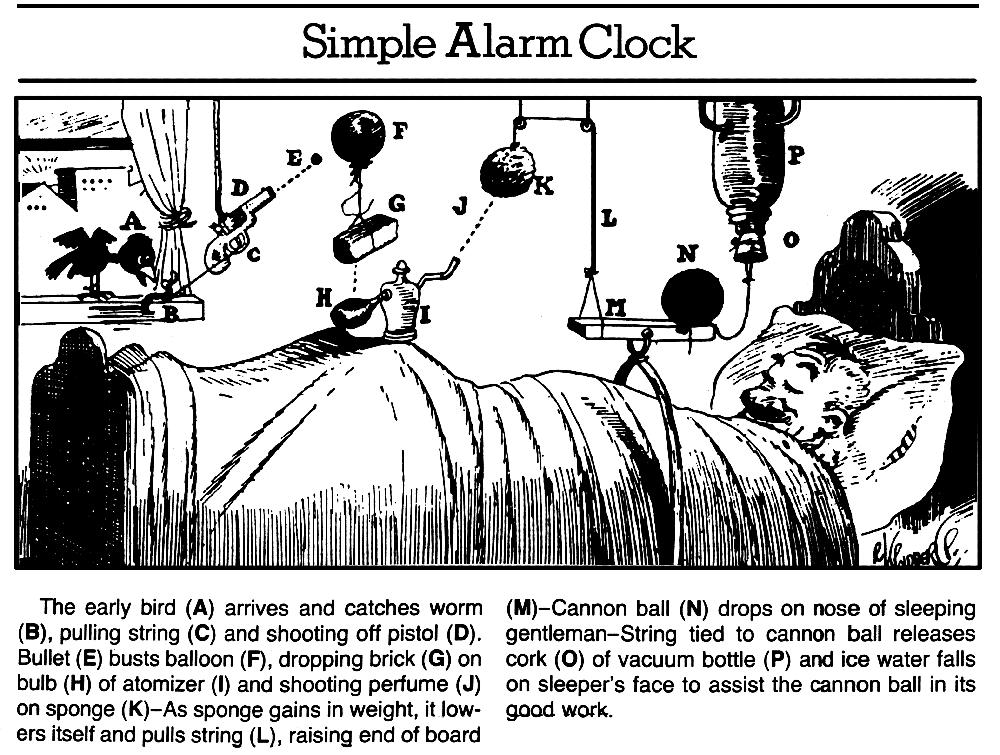 Simple Alarm Clock
E
F
P
D
G
K
A
J
L
C
O
N
H
M
B
I
The early bird (A) arrives and catches worm
(B), pulling string (C) and shooting off pistol (D).
Bullet (E) busts balloon (F), dropping brick (G) on
bulb (H) of atomizer (I) and shooting perfume (J)
on sponge (K)–As sponge gains in weight, it low-
ers itself and pulls string (L), raising end of board
(M)–Cannon ball (N) drops on nose of sleeping
gentleman–String tied to cannon ball releases
cork (O) of vacuum bottle (P) and ice water falls
on sleeper's face to assist the cannon ball in its
good work.